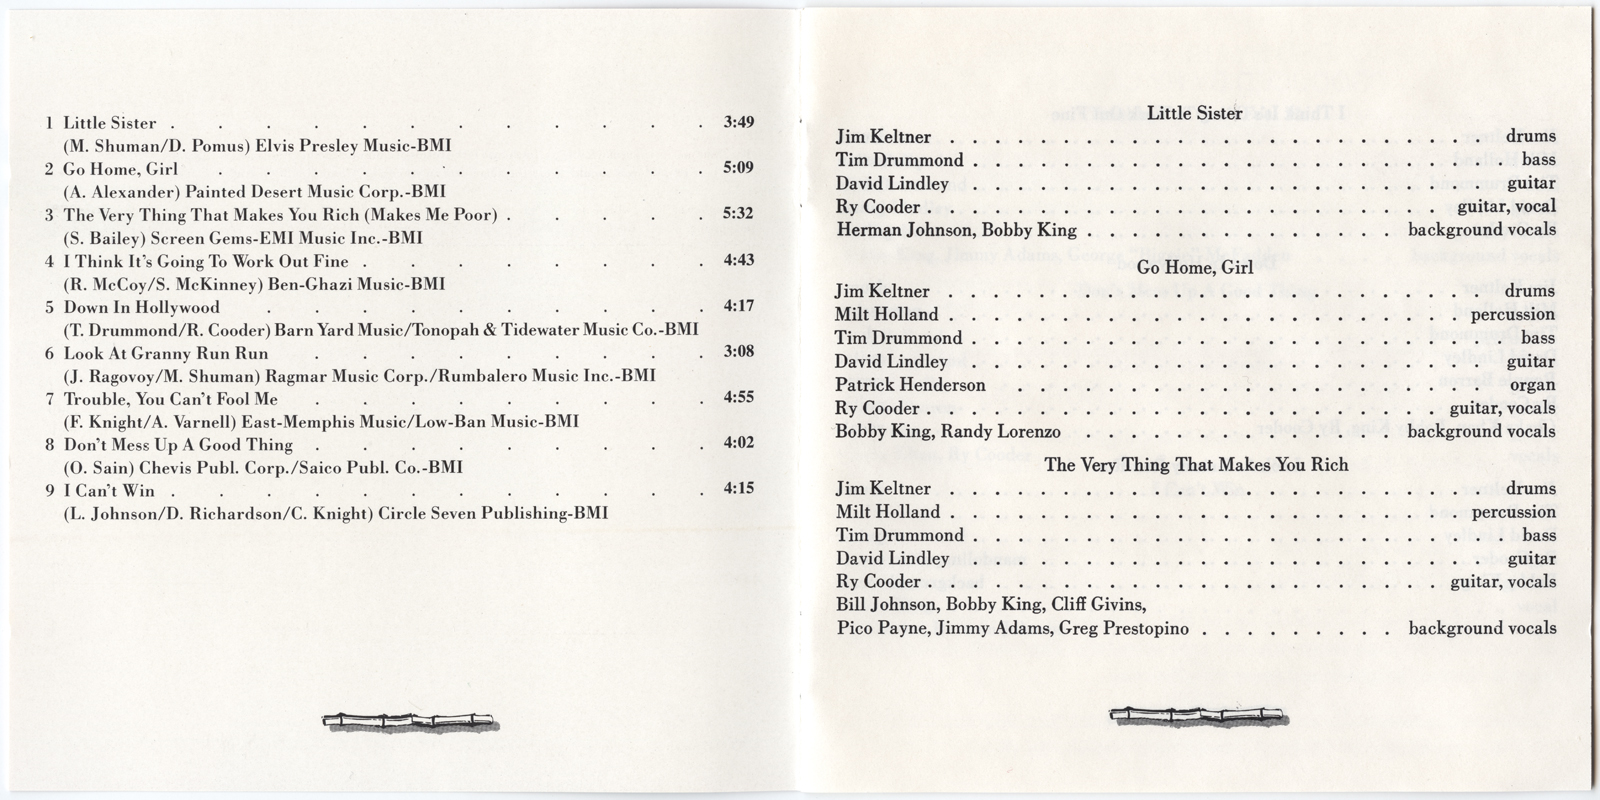 1 Little Sister . . . . . . . . . . . . 3:49
(M. Shuman/D. Pomus) Elvis Presley Music-BMI
2 Go Home, Girl . . . . . . . . . . . 5:09
(A. Alexander) Painted Desert Music Corp.-BMI
3 The Very Thing That Makes You Rich (Makes Me Poor) . . . . . 5:32
(S. Bailey) Screen Gems-EMI Music Inc.-BMI
4 I Think It's Going To Work Out Fine . . . . . . . . 4:43
(R. McCoy/S. McKinney) Ben-Ghazi Music-BMI
5 Down In Hollywood . . . . . . . . . . 4:17
(T. Drummond/R. Cooder) Barn Yard Music/Tonopah & Tidewater Music Co.-BMI
6 Look At Granny Run Run . . . . . . . . . 3:08
(J. Ragovoy/M. Shuman) Ragmar Music Corp./Rumbalero Music Inc.-BMI
7 Trouble, You Can't Fool Me . . . . . . . . . 4:55
(F. Knight/A. Varnell) East-Memphis Music/Low-Ban Music-BMI
8 Don't Mess Up A Good Thing . . . . . . . . . 4:02
(O. Sain) Chevis Publ. Corp./Saico Publ. Co.-BMI
9 I Can't Win . . . . . . . . . . . . 4:15
(L. Johnson/D. Richardson/C. Knight) Circle Seven Publishing-BMI
Little Sister
Jim Keltner . . . . . . . . . . . . . . . drums
Tim Drummond . . . . . . . . . . . . . . . bass
David Lindley . . . . . . . . . . . . . . . guitar
Ry Cooder . . . . . . . . . . . . . . . guitar, vocal
Herman Johnson, Bobby King . . . . . . . . . . background vocals
Go Home, Girl
Jim Keltner . . . . . . . . . . . . . . . drums
Milt Holland . . . . . . . . . . . . . . . percussion
Tim Drummond . . . . . . . . . . . . . . . bass
David Lindley . . . . . . . . . . . . . . . guitar
Patrick Henderson . . . . . . . . . . . . . . organ
Ry Cooder . . . . . . . . . . . . . . . guitar, vocals
Bobby King, Randy Lorenzo . . . . . . . . . . background vocals
The Very Thing That Makes You Rich
Jim Keltner . . . . . . . . . . . . . . . drums
Milt Holland . . . . . . . . . . . . . . . percussion
Tim Drummond . . . . . . . . . . . . . . . bass
David Lindley . . . . . . . . . . . . . . . guitar
Ry Cooder . . . . . . . . . . . . . . . guitar, vocals
Bill Johnson, Bobby King, Cliff Givins,
Pico Payne, Jimmy Adams, Greg Prestopino . . . . . . . . . background vocals